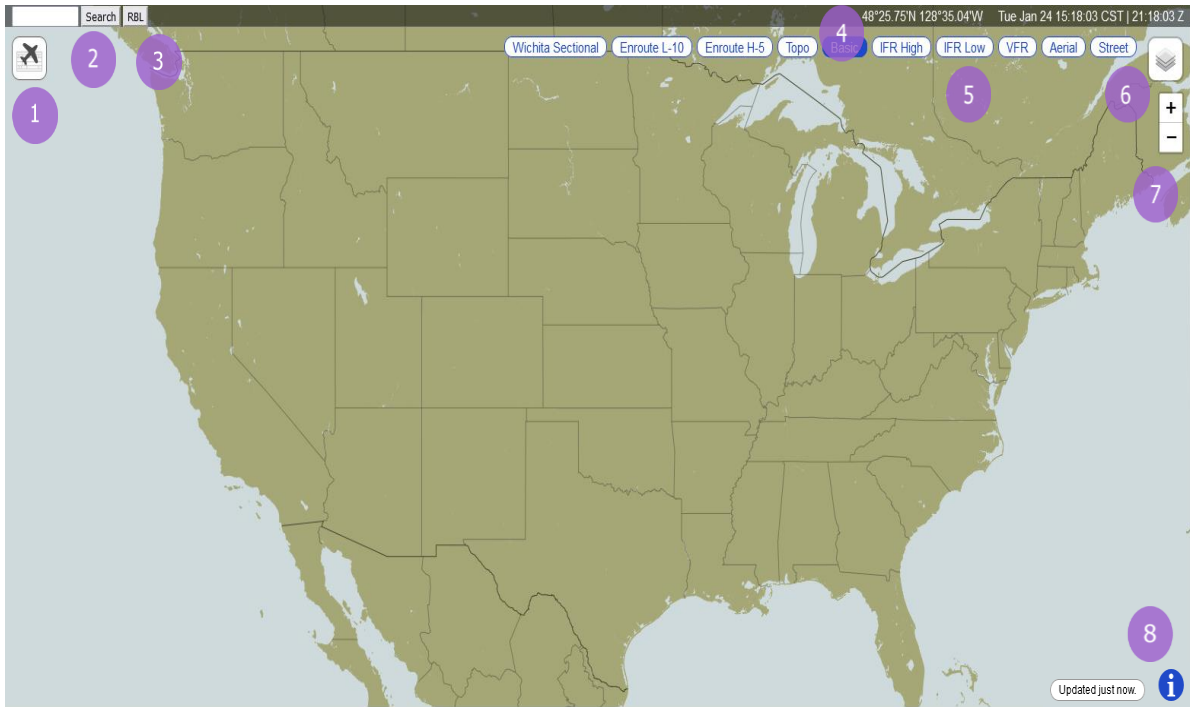 Search RBL 48°25.75'N 128°35.04'W Tue Jan 24 15:18:03 CST | 21:18:03 Z
4
Wichita Sectional Enroute L-10 Enroute H-5 Topo Basic IFR High IFR Low VFR Aerial Street
2 3
5 6
1
+
−
7
8
Updated just now. i